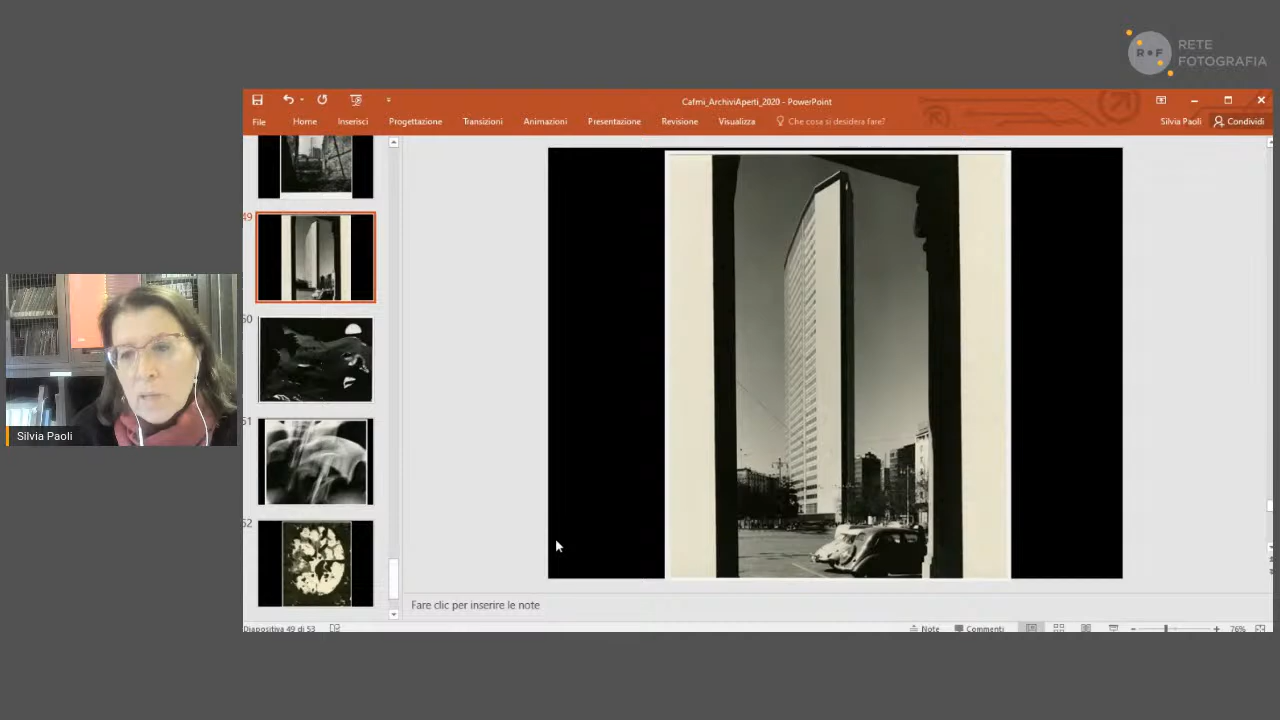 R•F
RETE
FOTOGRAFIA
Cafmi_ArchiviAperti_2020 - PowerPoint
File Home Inserisci Progettazione Transizioni Animazioni Presentazione Revisione Visualizza Che cosa si desidera fare? Silvia Paoli Condividi
49
50
51
52
Silvia Paoli
Fare clic per inserire le note
Diapositiva 49 di 53 Note Commenti 76%